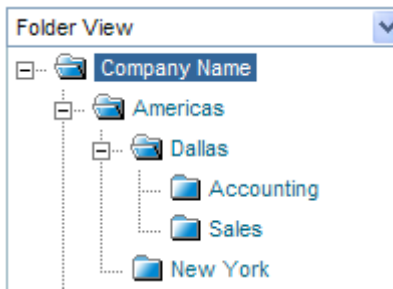 Folder View
Company Name
Americas
Dallas
Accounting
Sales
New York